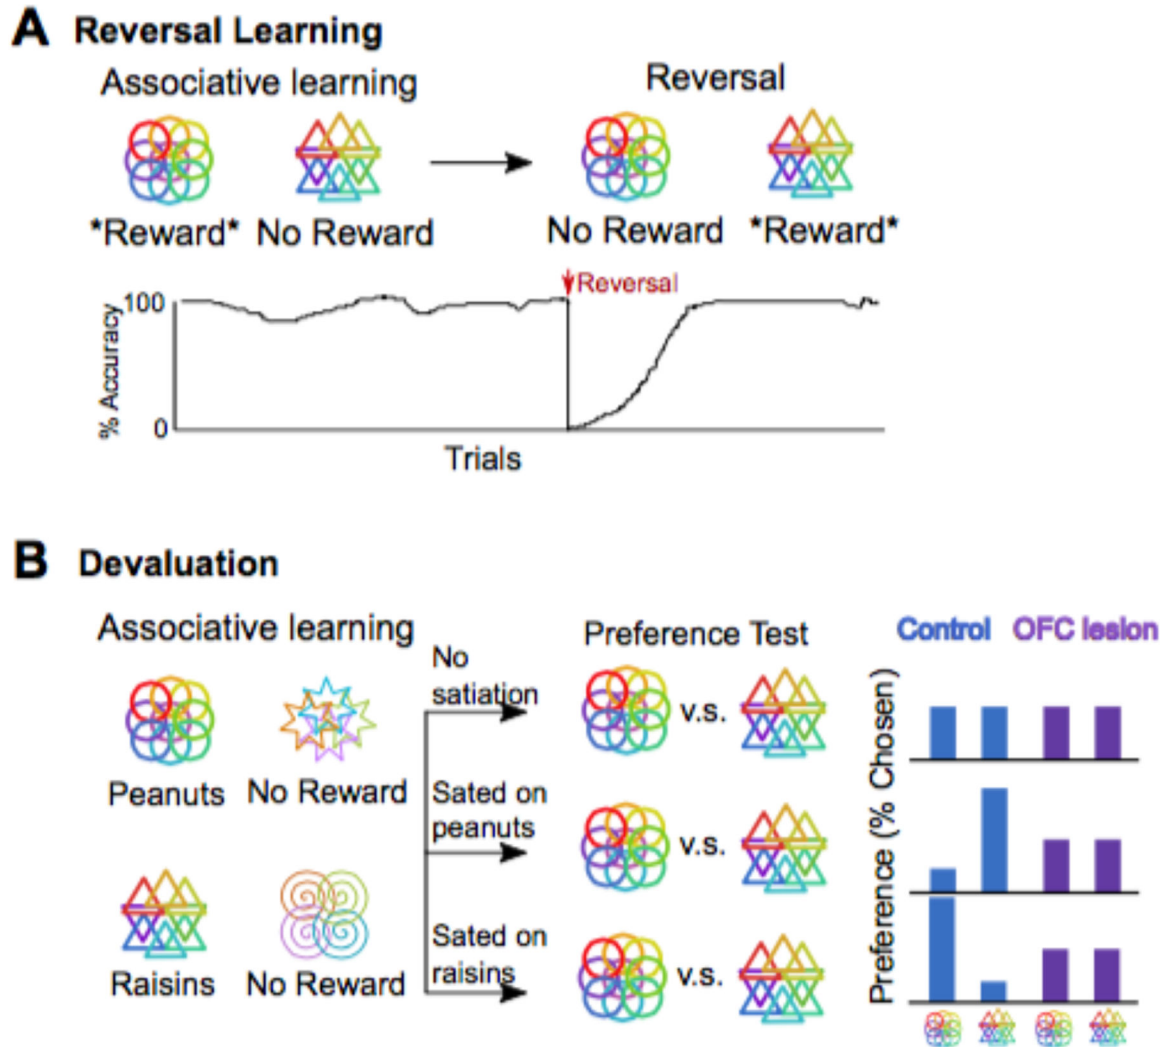 A Reversal Learning
Associative learning
Reversal
*Reward* No Reward
No Reward *Reward*
Reversal
100
% Accuracy
0
Trials
B Devaluation
Associative learning
Preference Test
Control OFC lesion
No
satiation
v.s.
Peanuts No Reward
Sated on
peanuts
v.s.
Preference (% Chosen)
Sated on
raisins
v.s.
Raisins No Reward